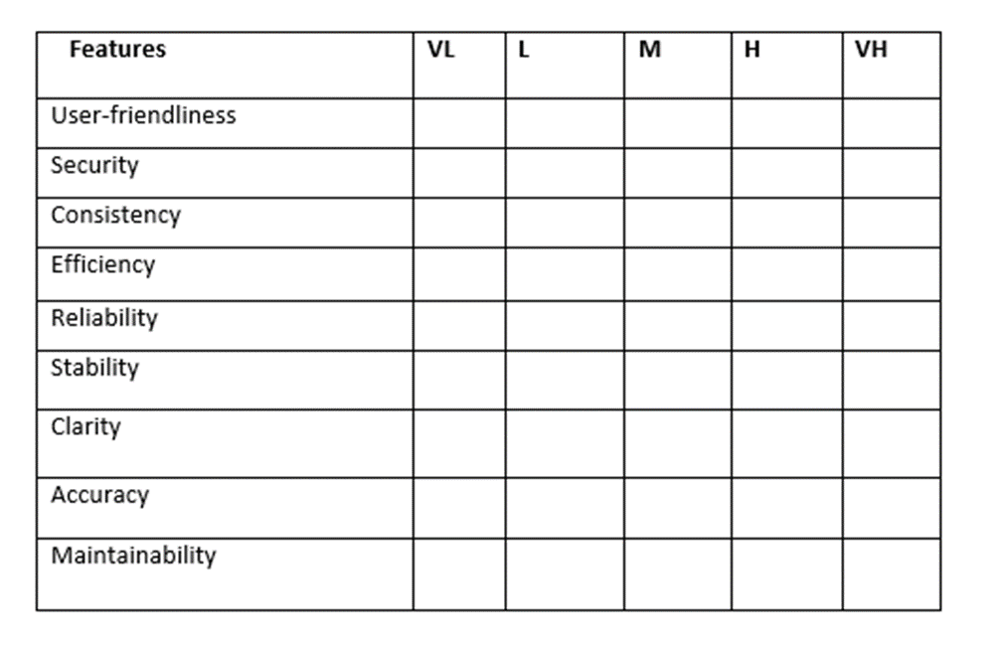 Features VL L M H VH
User-friendliness
Security
Consistency
Efficiency
Reliability
Stability
Clarity
Accuracy
Maintainability